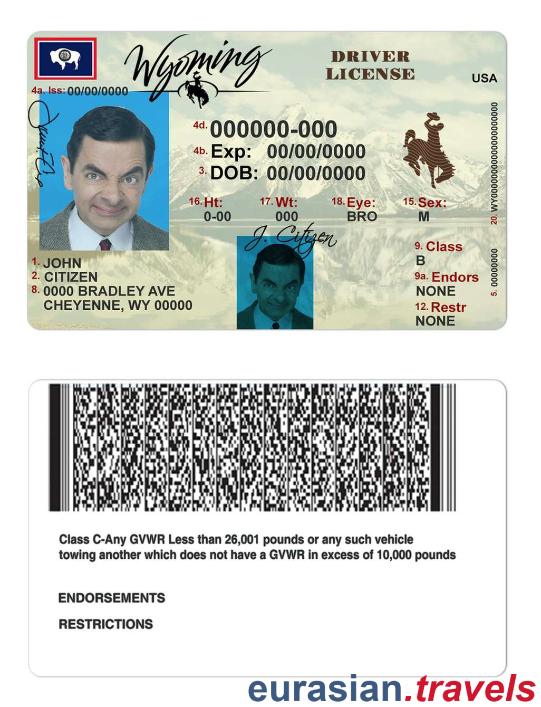 Wyoming
DRIVER
LICENSE
USA
4a. Iss: 00/00/0000
4d. 000000-000
4b. Exp: 00/00/0000
3. DOB: 00/00/0000
16. Ht: 17. Wt: 18. Eye: 15. Sex:
0-00 000 BRO M
J. Citizen
1. JOHN
2. CITIZEN
8. 0000 BRADLEY AVE
CHEYENNE, WY 00000
9. Class
B
9a. Endors
NONE
12. Restr
NONE
5. 00000000
Class C-Any GVWR Less than 26,001 pounds or any such vehicle
towing another which does not have a GVWR in excess of 10,000 pounds
ENDORSEMENTS
RESTRICTIONS
eurasian.travels